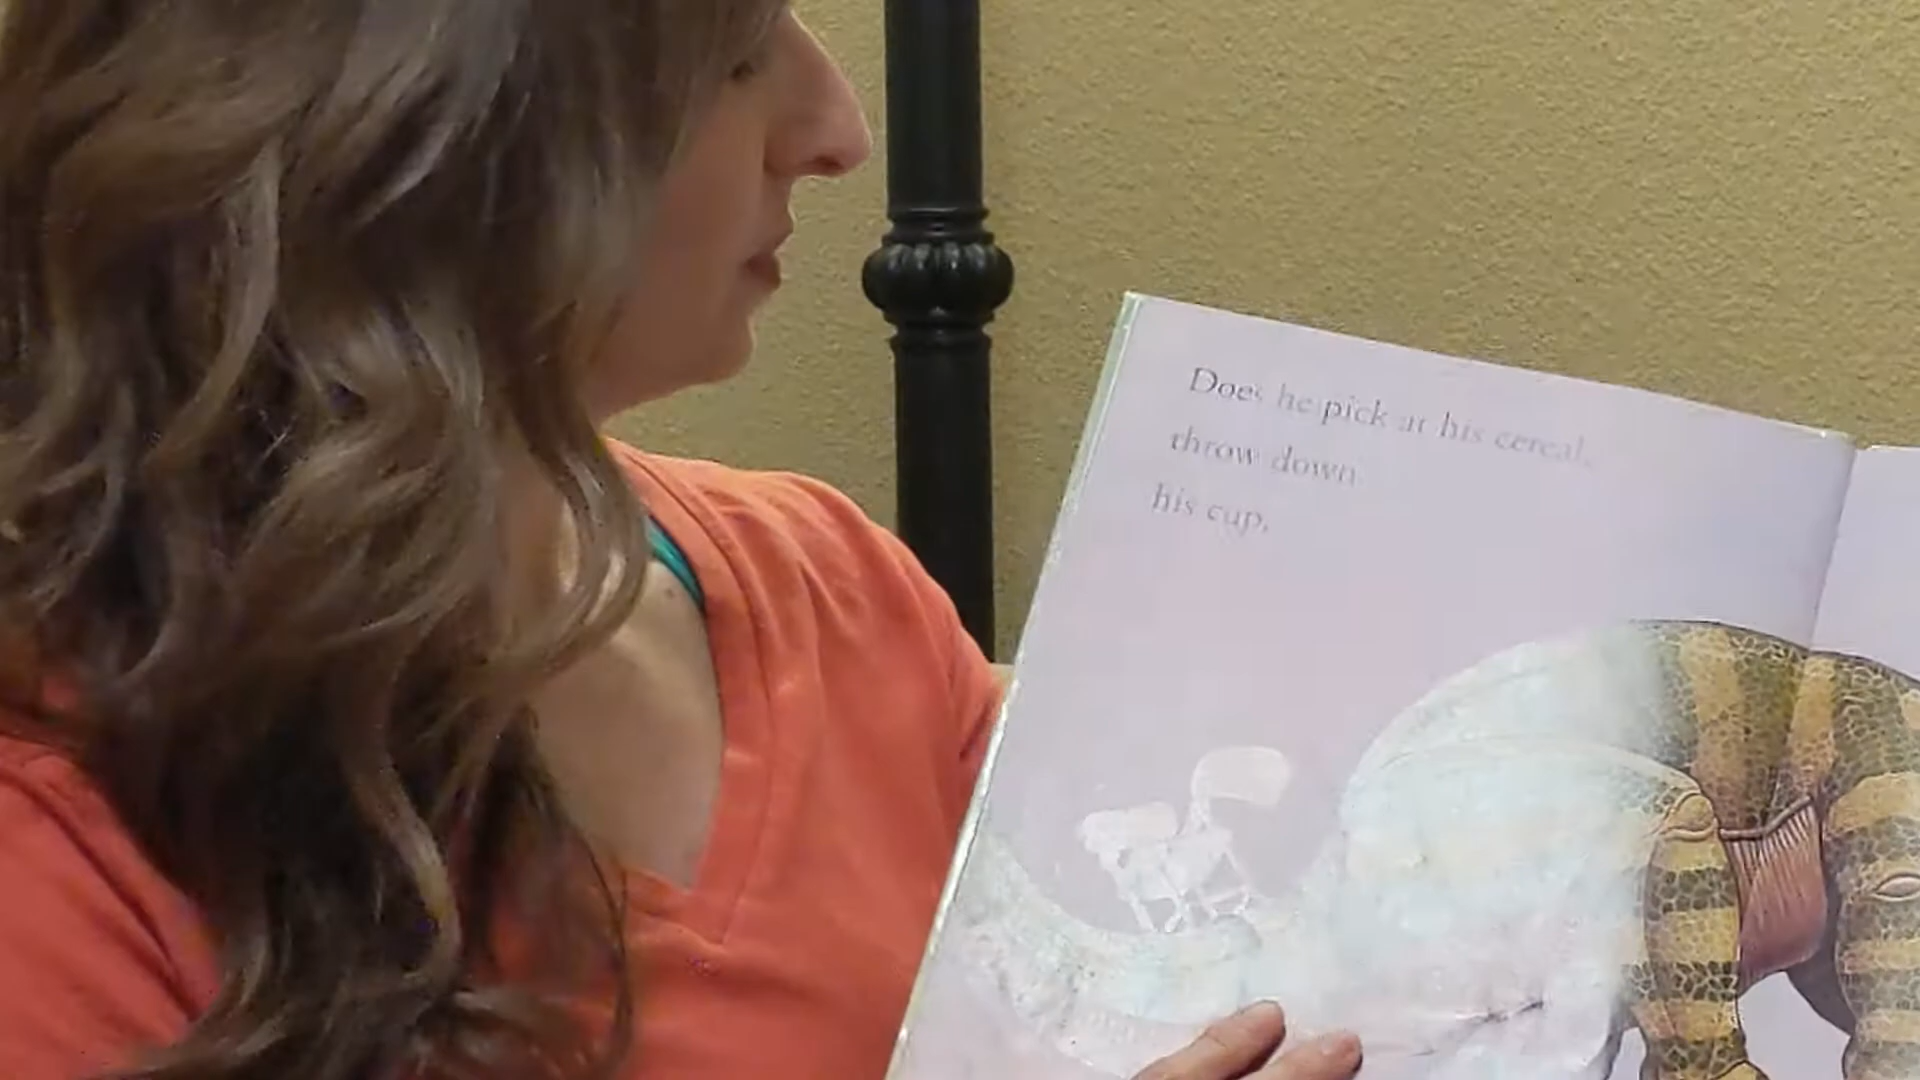 Does he pick at his cereal,
throw down
his cup,